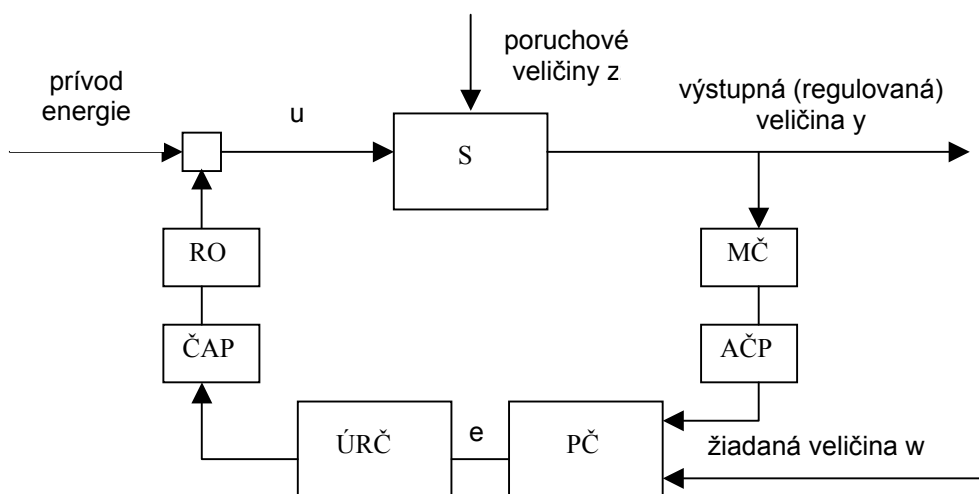 poruchové
veličiny z
prívod
energie
výstupná (regulovaná)
veličina y
u
S
RO
MČ
ČAP
AČP
ÚRČ
e
PČ
žiadaná veličina w